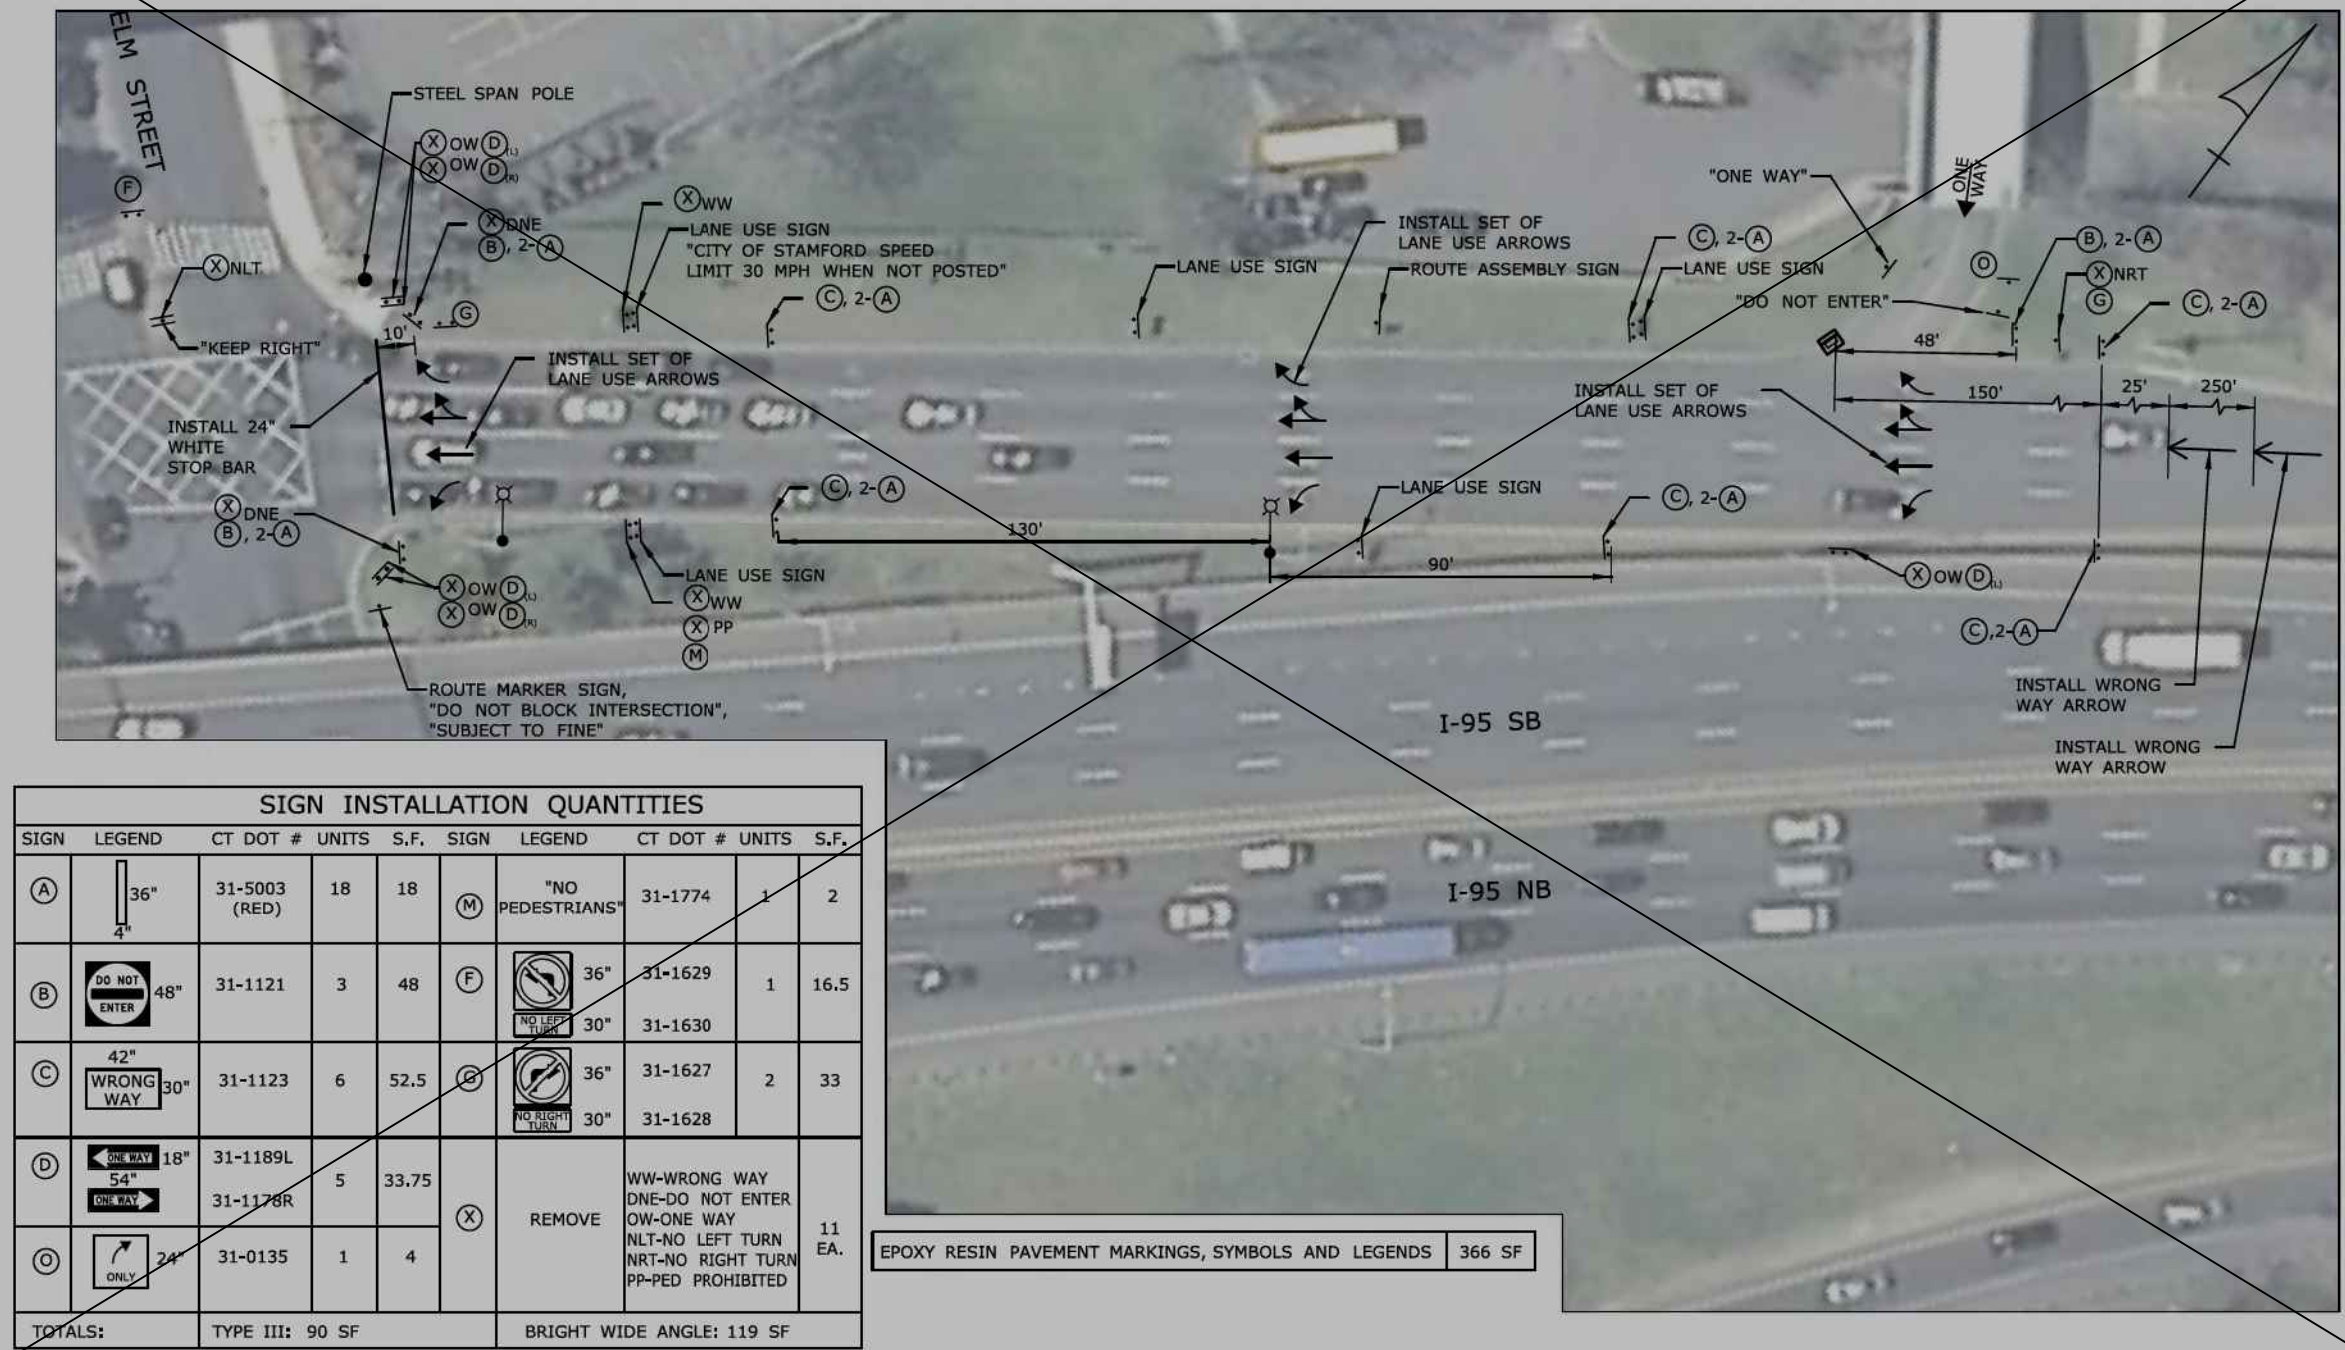 ELM STREET
STEEL SPAN POLE
X OW D (L)
X OW D (R)
F
X DNE
B, 2-A
X NLT
"KEEP RIGHT"
G
10'
X WW
LANE USE SIGN
"CITY OF STAMFORD SPEED
LIMIT 30 MPH WHEN NOT POSTED"
C, 2-A
INSTALL SET OF
LANE USE ARROWS
INSTALL 24"
WHITE
STOP BAR
X DNE
B, 2-A
X OW D (L)
X OW D (R)
ROUTE MARKER SIGN,
"DO NOT BLOCK INTERSECTION",
"SUBJECT TO FINE"
LANE USE SIGN
X WW
X PP
M
C, 2-A
130'
LANE USE SIGN
INSTALL SET OF
LANE USE ARROWS
ROUTE ASSEMBLY SIGN
C, 2-A
LANE USE SIGN
LANE USE SIGN
C, 2-A
90'
"ONE WAY"
ONE
WAY
O
"DO NOT ENTER"
B, 2-A
X NRT
G
C, 2-A
48'
INSTALL SET OF
LANE USE ARROWS
150'
25'
250'
X OW D (L)
C,2-A
INSTALL WRONG
WAY ARROW
INSTALL WRONG
WAY ARROW
I-95 SB
I-95 NB
SIGN INSTALLATION QUANTITIES
SIGN LEGEND CT DOT # UNITS S.F. SIGN LEGEND CT DOT # UNITS S.F.
A 36" 4" 31-5003 (RED) 18 18
M "NO PEDESTRIANS" 31-1774 1 2
B DO NOT ENTER 48" 31-1121 3 48
F 36" 31-1629 1 16.5
NO LEFT TURN 30" 31-1630
C 42" WRONG WAY 30" 31-1123 6 52.5
G 36" 31-1627 2 33
NO RIGHT TURN 30" 31-1628
D ONE WAY 18" 31-1189L 5 33.75
54"
ONE WAY 31-1178R
O ONLY 24" 31-0135 1 4
X REMOVE 11 EA.
WW-WRONG WAY
DNE-DO NOT ENTER
OW-ONE WAY
NLT-NO LEFT TURN
NRT-NO RIGHT TURN
PP-PED PROHIBITED
TOTALS: TYPE III: 90 SF BRIGHT WIDE ANGLE: 119 SF
EPOXY RESIN PAVEMENT MARKINGS, SYMBOLS AND LEGENDS 366 SF